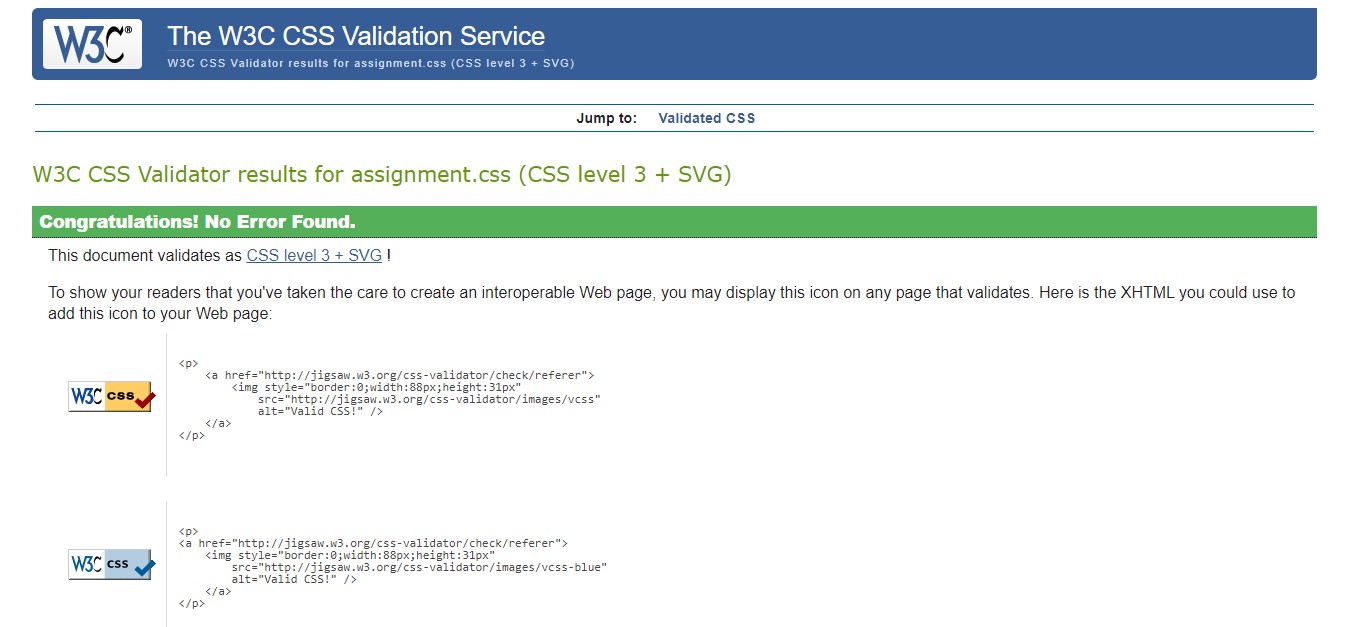 W3C®
The W3C CSS Validation Service
W3C CSS Validator results for assignment.css (CSS level 3 + SVG)
Jump to: Validated CSS
W3C CSS Validator results for assignment.css (CSS level 3 + SVG)
Congratulations! No Error Found.
This document validates as CSS level 3 + SVG !
To show your readers that you've taken the care to create an interoperable Web page, you may display this icon on any page that validates. Here is the XHTML you could use to
add this icon to your Web page:
W3C css
<p>
    <a href="http://jigsaw.w3.org/css-validator/check/referer">
        <img style="border:0;width:88px;height:31px"
            src="http://jigsaw.w3.org/css-validator/images/vcss"
            alt="Valid CSS!" />
    </a>
</p>
W3C css
<p>
<a href="http://jigsaw.w3.org/css-validator/check/referer">
    <img style="border:0;width:88px;height:31px"
        src="http://jigsaw.w3.org/css-validator/images/vcss-blue"
        alt="Valid CSS!" />
    </a>
</p>